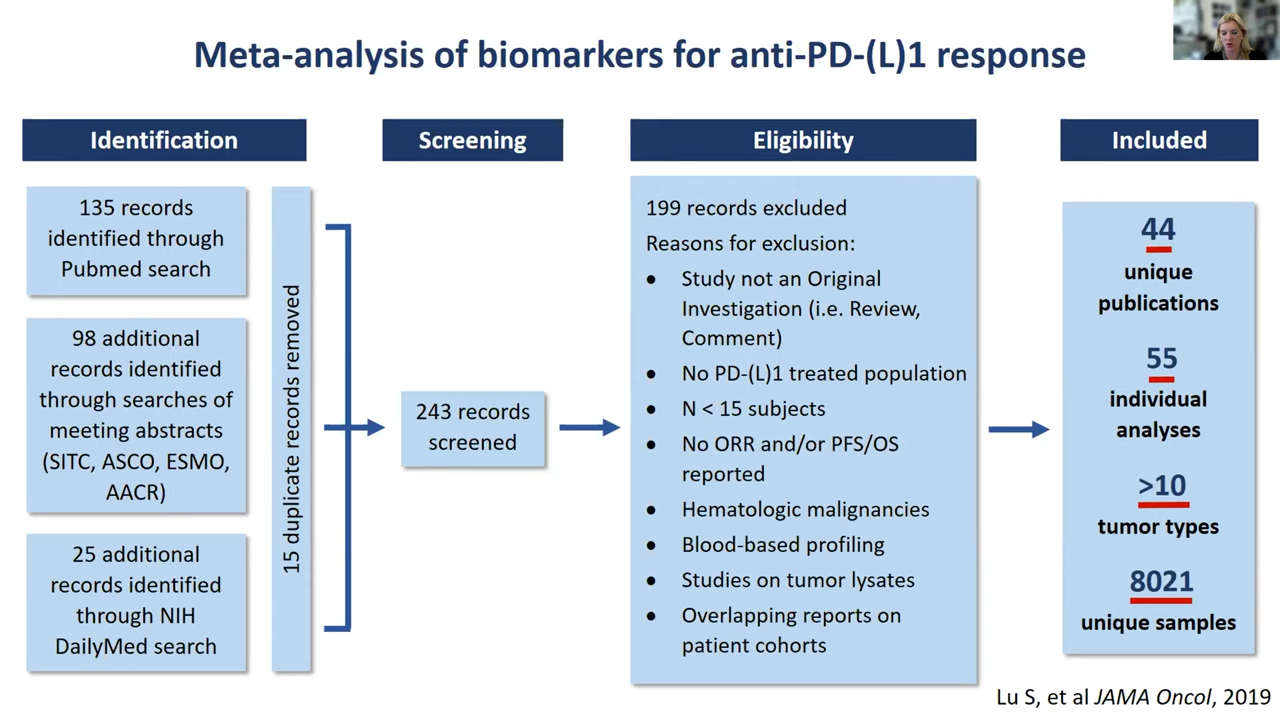 Meta-analysis of biomarkers for anti-PD-(L)1 response
Identification
135 records
identified through
Pubmed search
98 additional
records identified
through searches of
meeting abstracts
(SITC, ASCO, ESMO,
AACR)
25 additional
records identified
through NIH
DailyMed search
15 duplicate records removed
Screening
243 records
screened
Eligibility
199 records excluded
Reasons for exclusion:
• Study not an Original
Investigation (i.e. Review,
Comment)
• No PD-(L)1 treated population
• N < 15 subjects
• No ORR and/or PFS/OS
reported
• Hematologic malignancies
• Blood-based profiling
• Studies on tumor lysates
• Overlapping reports on
patient cohorts
Included
44
unique
publications
55
individual
analyses
>10
tumor types
8021
unique samples
Lu S, et al JAMA Oncol, 2019